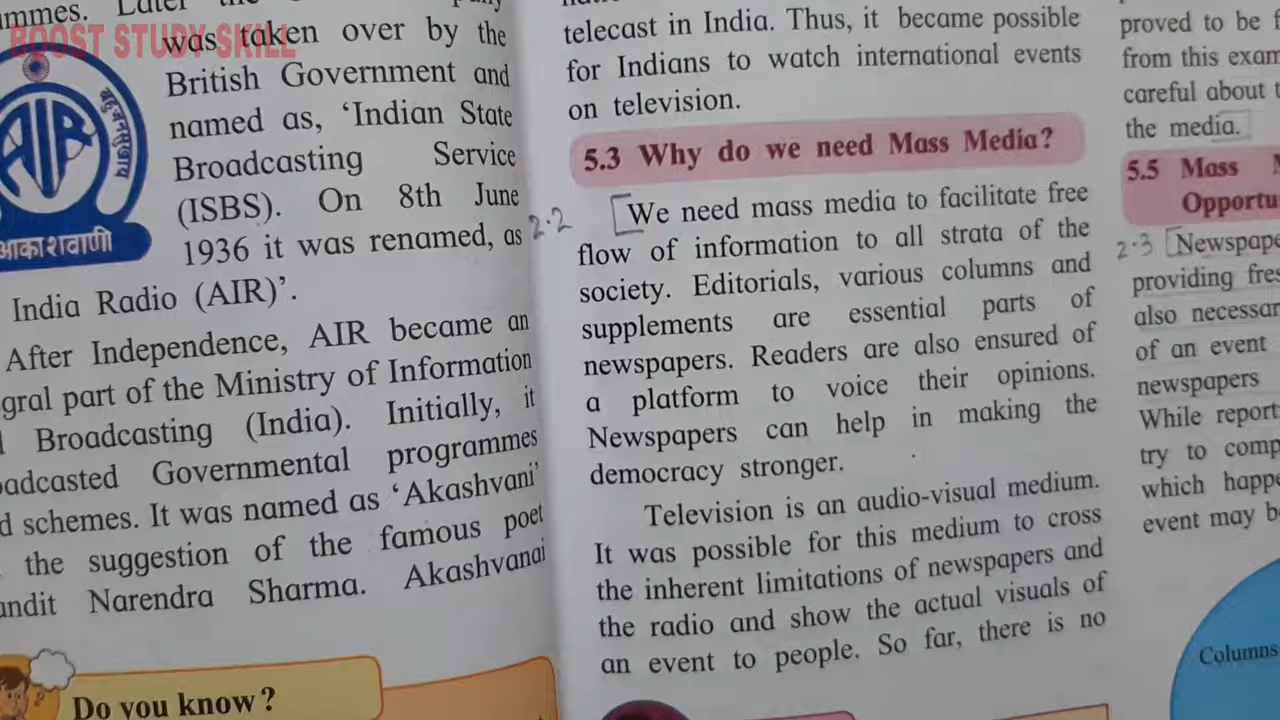 BOOST STUDY SKILL
was taken over by the
British Government and
named as, ‘Indian State
Broadcasting Service
(ISBS). On 8th June
1936 it was renamed, as
India Radio (AIR)’.
AIR
बहुजनसुखाय
आकाशवाणी
After Independence, AIR became an
gral part of the Ministry of Information
Broadcasting (India). Initially, it
oadcasted Governmental programmes
d schemes. It was named as ‘Akashvani’
the suggestion of the famous poet
andit Narendra Sharma. Akashvanai
Do you know?
telecast in India. Thus, it became possible
for Indians to watch international events
on television.
5.3 Why do we need Mass Media?
2.2
We need mass media to facilitate free
flow of information to all strata of the
society. Editorials, various columns and
supplements are essential parts of
newspapers. Readers are also ensured of
a platform to voice their opinions.
Newspapers can help in making the
democracy stronger.
Television is an audio-visual medium.
It was possible for this medium to cross
the inherent limitations of newspapers and
the radio and show the actual visuals of
an event to people. So far, there is no
proved to be
from this exam
careful about
the media.
5.5 Mass
Opportu
2.3 Newspape
providing fres
also necessar
of an event
newspapers
While report
try to comp
which happe
event may b
Columns